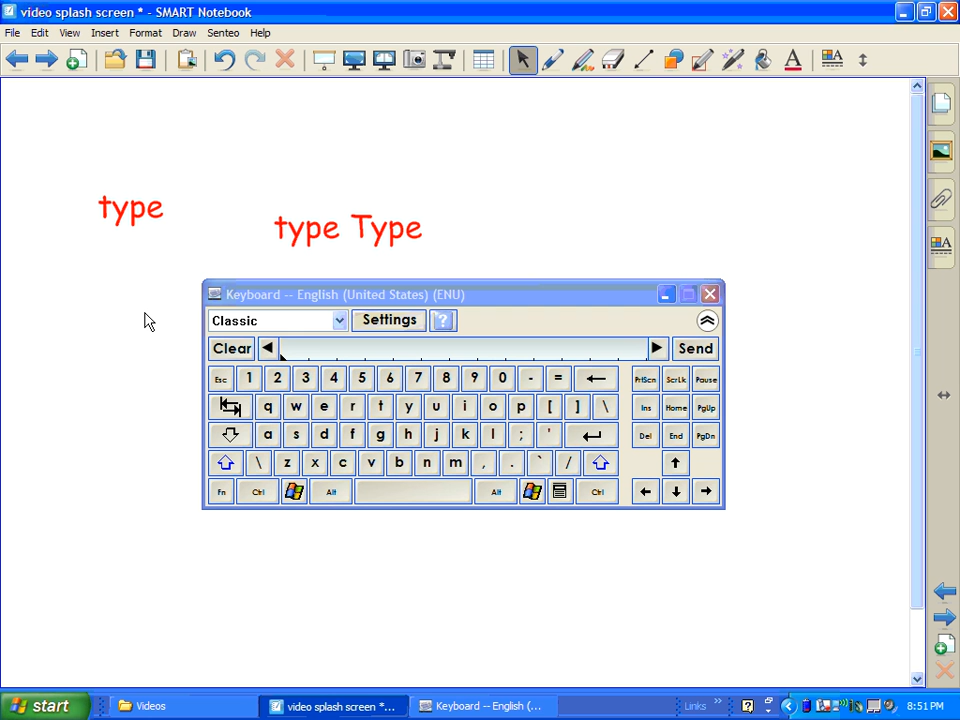 video splash screen * - SMART Notebook
File Edit View Insert Format Draw Senteo Help
type
type Type
Keyboard -- English (United States) (ENU)
Classic Settings ?
Clear Send
Esc 1 2 3 4 5 6 7 8 9 0 - = PrtScn ScrLk Pause
q w e r t y u i o p [ ] \ Ins Home PgUp
a s d f g h j k l ; ' Del End PgDn
\ z x c v b n m , . ` /
Fn Ctrl Alt Alt Ctrl
start Videos video splash screen *... Keyboard -- English (... Links » 8:51 PM